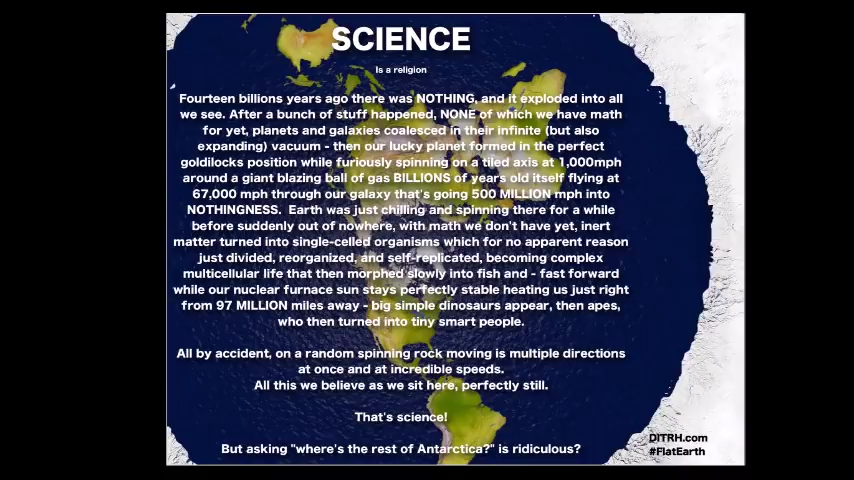 SCIENCE
Is a religion
Fourteen billions years ago there was NOTHING, and it exploded into all
we see. After a bunch of stuff happened, NONE of which we have math
for yet, planets and galaxies coalesced in their infinite (but also
expanding) vacuum - then our lucky planet formed in the perfect
goldilocks position while furiously spinning on a tiled axis at 1,000mph
around a giant blazing ball of gas BILLIONS of years old itself flying at
67,000 mph through our galaxy that's going 500 MILLION mph into
NOTHINGNESS. Earth was just chilling and spinning there for a while
before suddenly out of nowhere, with math we don't have yet, inert
matter turned into single-celled organisms which for no apparent reason
just divided, reorganized, and self-replicated, becoming complex
multicellular life that then morphed slowly into fish and - fast forward
while our nuclear furnace sun stays perfectly stable heating us just right
from 97 MILLION miles away - big simple dinosaurs appear, then apes,
who then turned into tiny smart people.
All by accident, on a random spinning rock moving is multiple directions
at once and at incredible speeds.
All this we believe as we sit here, perfectly still.
That's science!
But asking "where's the rest of Antarctica?" is ridiculous?
DITRH.com
#FlatEarth